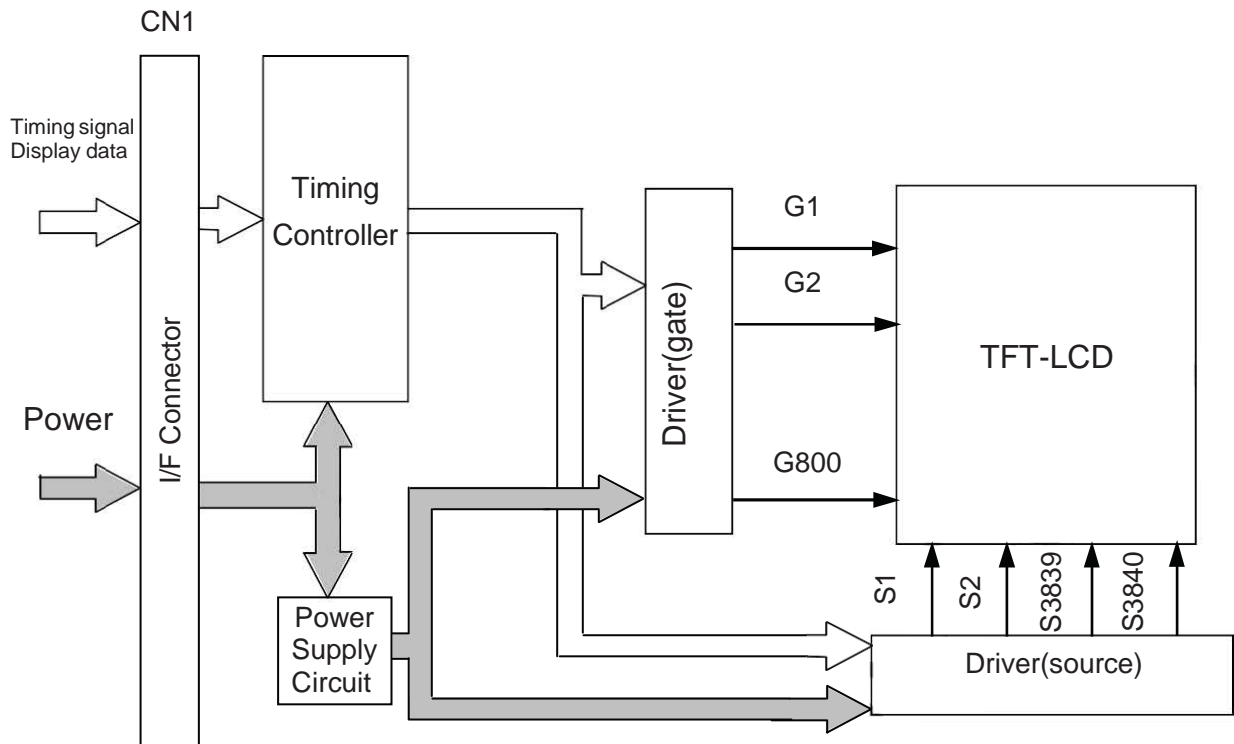 CN1
Timing signal
Display data
Timing
Controller
Power
I/F Connector
Power
Supply
Circuit
Driver(gate)
G1
G2
G800
TFT-LCD
S1
S2
S3839
S3840
Driver(source)